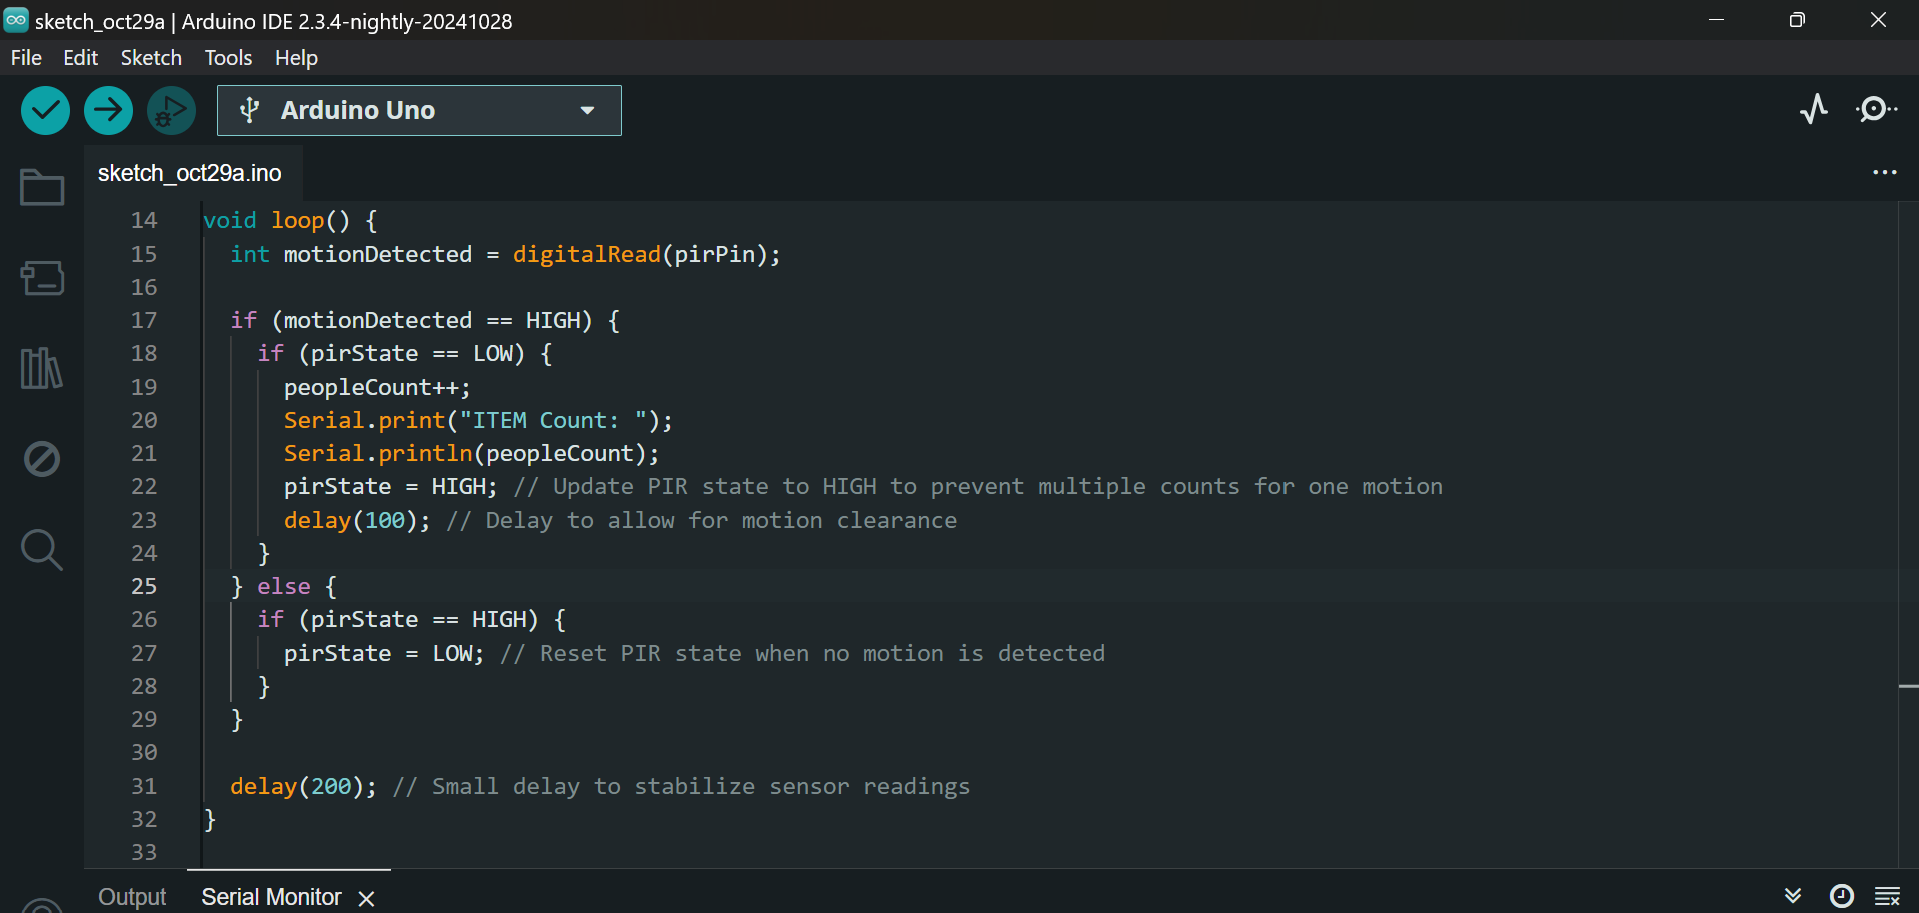 sketch_oct29a | Arduino IDE 2.3.4-nightly-20241028
File Edit Sketch Tools Help
Arduino Uno
sketch_oct29a.ino
14 void loop() {
15   int motionDetected = digitalRead(pirPin);
16
17   if (motionDetected == HIGH) {
18     if (pirState == LOW) {
19       peopleCount++;
20       Serial.print("ITEM Count: ");
21       Serial.println(peopleCount);
22       pirState = HIGH; // Update PIR state to HIGH to prevent multiple counts for one motion
23       delay(100); // Delay to allow for motion clearance
24     }
25   } else {
26     if (pirState == HIGH) {
27       pirState = LOW; // Reset PIR state when no motion is detected
28     }
29   }
30
31   delay(200); // Small delay to stabilize sensor readings
32 }
33
Output Serial Monitor